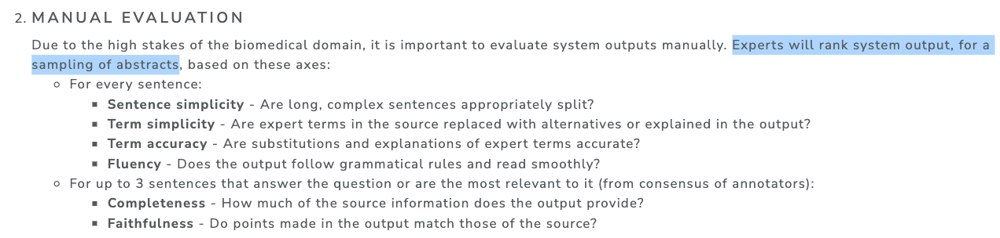 2. MANUAL EVALUATION
Due to the high stakes of the biomedical domain, it is important to evaluate system outputs manually. Experts will rank system output, for a
sampling of abstracts, based on these axes:
○ For every sentence:
■ Sentence simplicity - Are long, complex sentences appropriately split?
■ Term simplicity - Are expert terms in the source replaced with alternatives or explained in the output?
■ Term accuracy - Are substitutions and explanations of expert terms accurate?
■ Fluency - Does the output follow grammatical rules and read smoothly?
○ For up to 3 sentences that answer the question or are the most relevant to it (from consensus of annotators):
■ Completeness - How much of the source information does the output provide?
■ Faithfulness - Do points made in the output match those of the source?